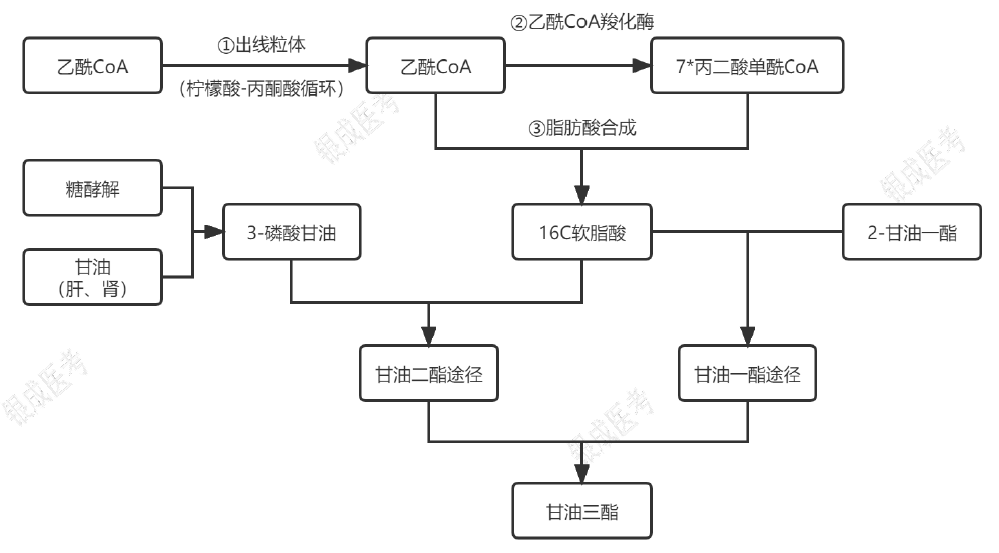 ②乙酰CoA羧化酶
①出线粒体
乙酰CoA
乙酰CoA
7*丙二酸单酰CoA
(柠檬酸-丙酮酸循环)
③脂肪酸合成
银成医考
银成医考
糖酵解
3-磷酸甘油
16C软脂酸
2-甘油一酯
甘油
(肝、肾)
甘油二酯途径
甘油一酯途径
银成医考
银成医考
甘油三酯